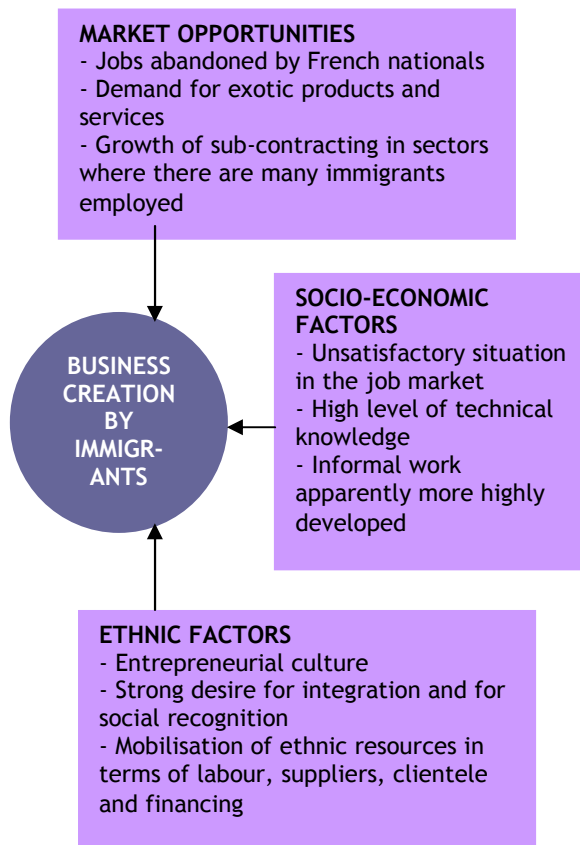 MARKET OPPORTUNITIES
- Jobs abandoned by French nationals
- Demand for exotic products and
services
- Growth of sub-contracting in sectors
where there are many immigrants
employed
SOCIO-ECONOMIC
FACTORS
- Unsatisfactory situation
in the job market
- High level of technical
knowledge
- Informal work
apparently more highly
developed
BUSINESS
CREATION
BY
IMMIGR-
ANTS
ETHNIC FACTORS
- Entrepreneurial culture
- Strong desire for integration and for
social recognition
- Mobilisation of ethnic resources in
terms of labour, suppliers, clientele
and financing